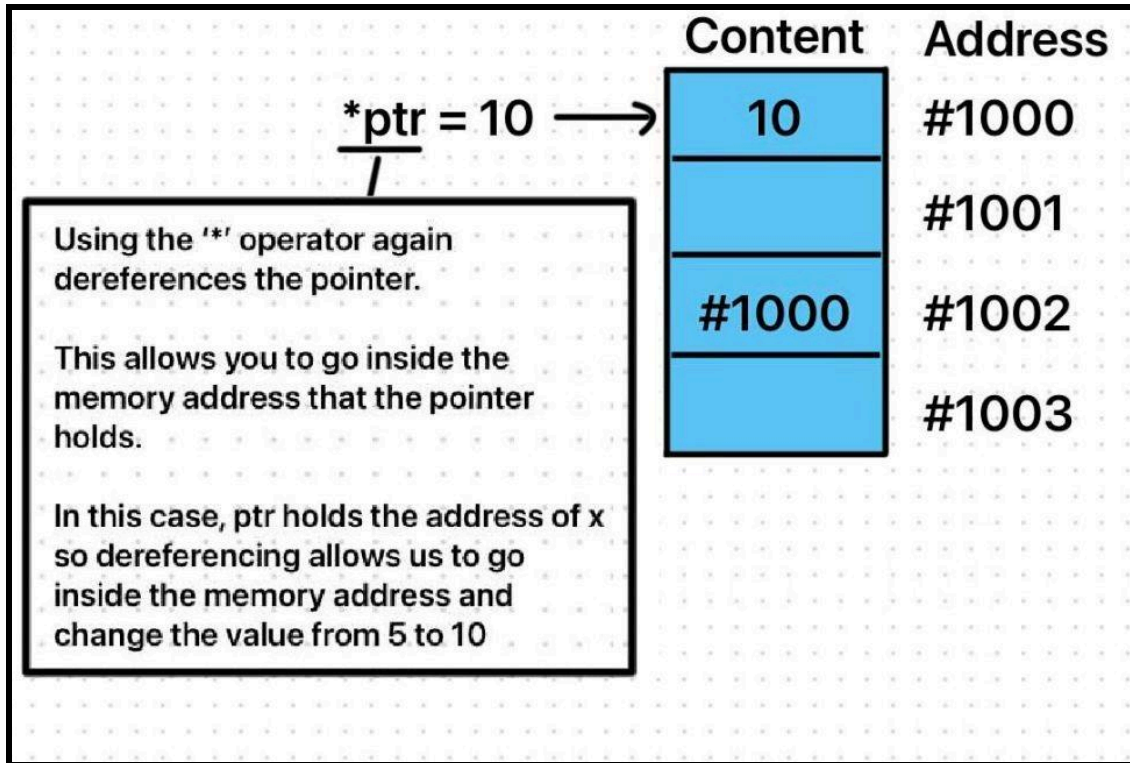 Content Address
*ptr = 10 10 #1000
#1001
#1000 #1002
#1003
Using the '*' operator again
dereferences the pointer.
This allows you to go inside the
memory address that the pointer
holds.
In this case, ptr holds the address of x
so dereferencing allows us to go
inside the memory address and
change the value from 5 to 10